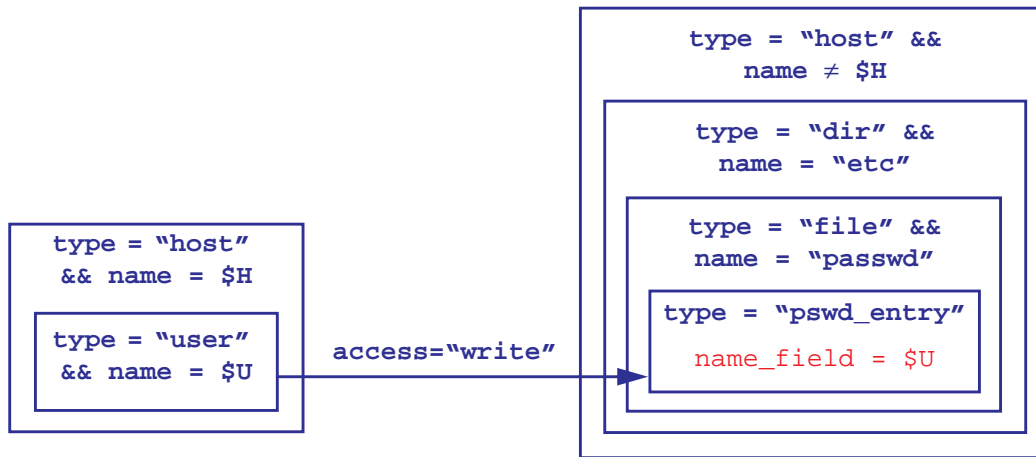 type = “host” &&
name ≠ $H
type = “dir” &&
name = “etc”
type = “file” &&
name = “passwd”
type = “pswd_entry”
name_field = $U
type = “host”
&& name = $H
type = “user”
&& name = $U
access=“write”